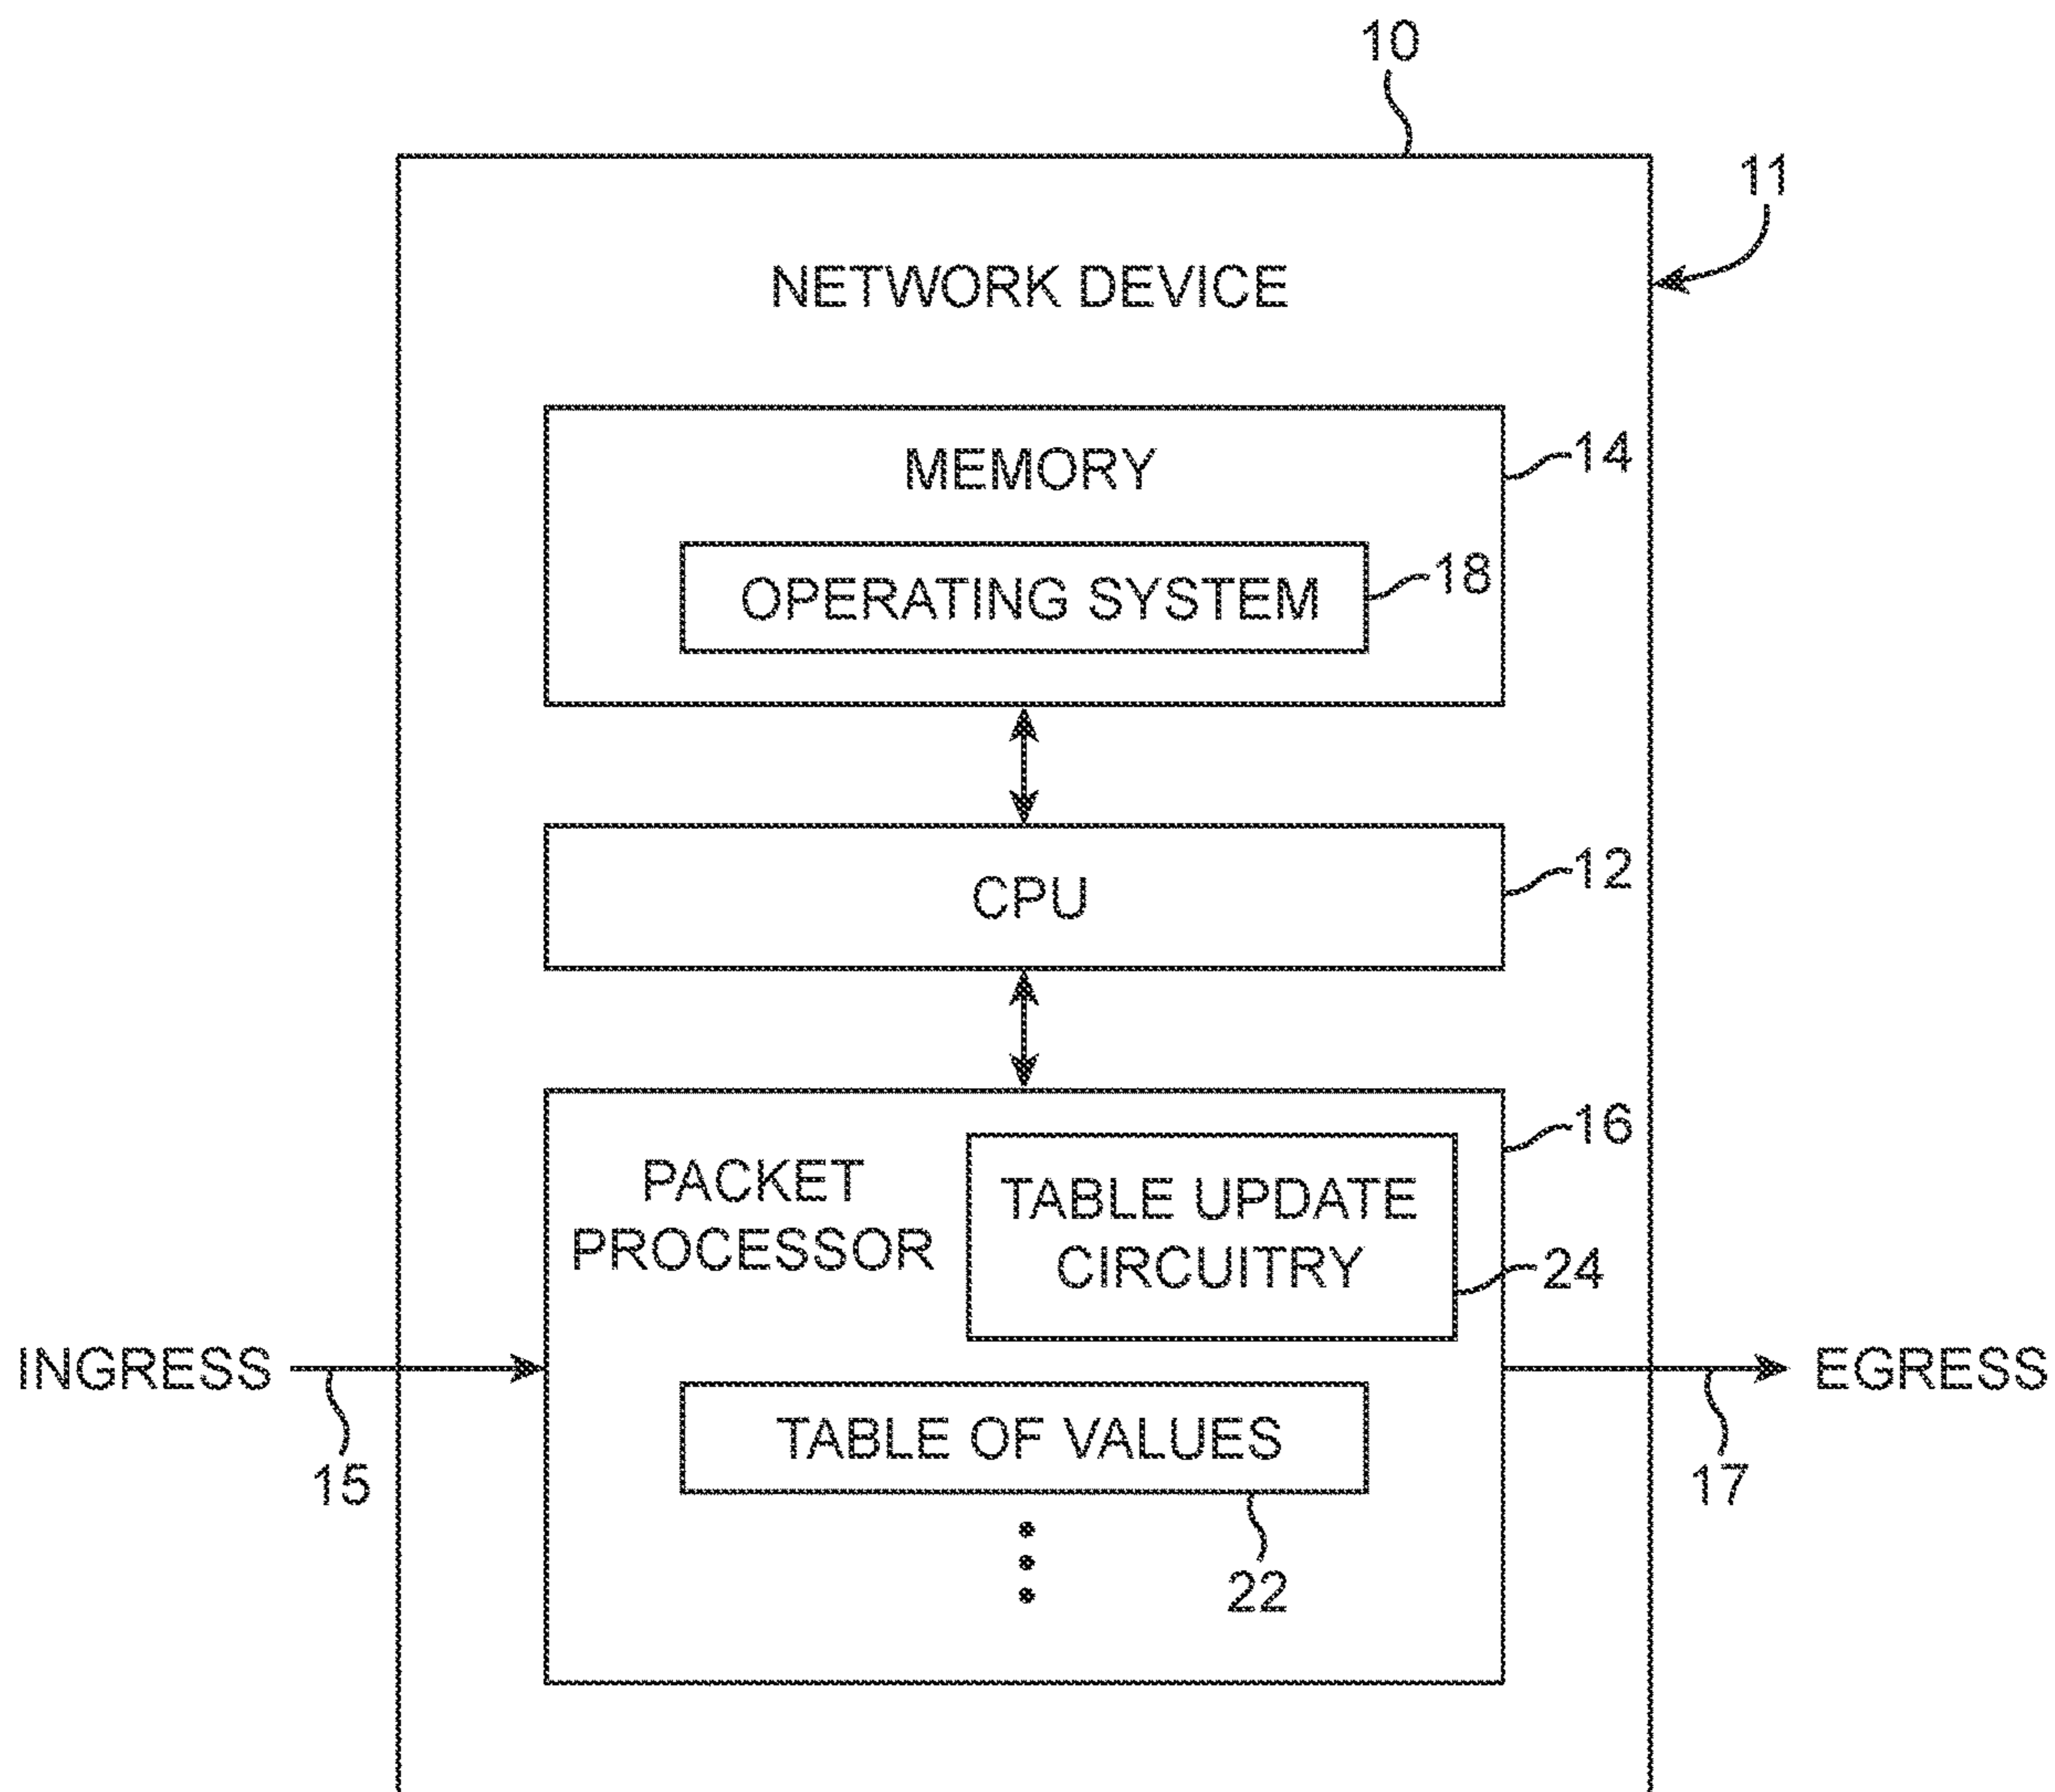 10
11
NETWORK DEVICE
MEMORY
14
OPERATING SYSTEM
18
CPU
12
PACKET
PROCESSOR
TABLE UPDATE
CIRCUITRY
16
24
INGRESS
EGRESS
15
TABLE OF VALUES
17
22